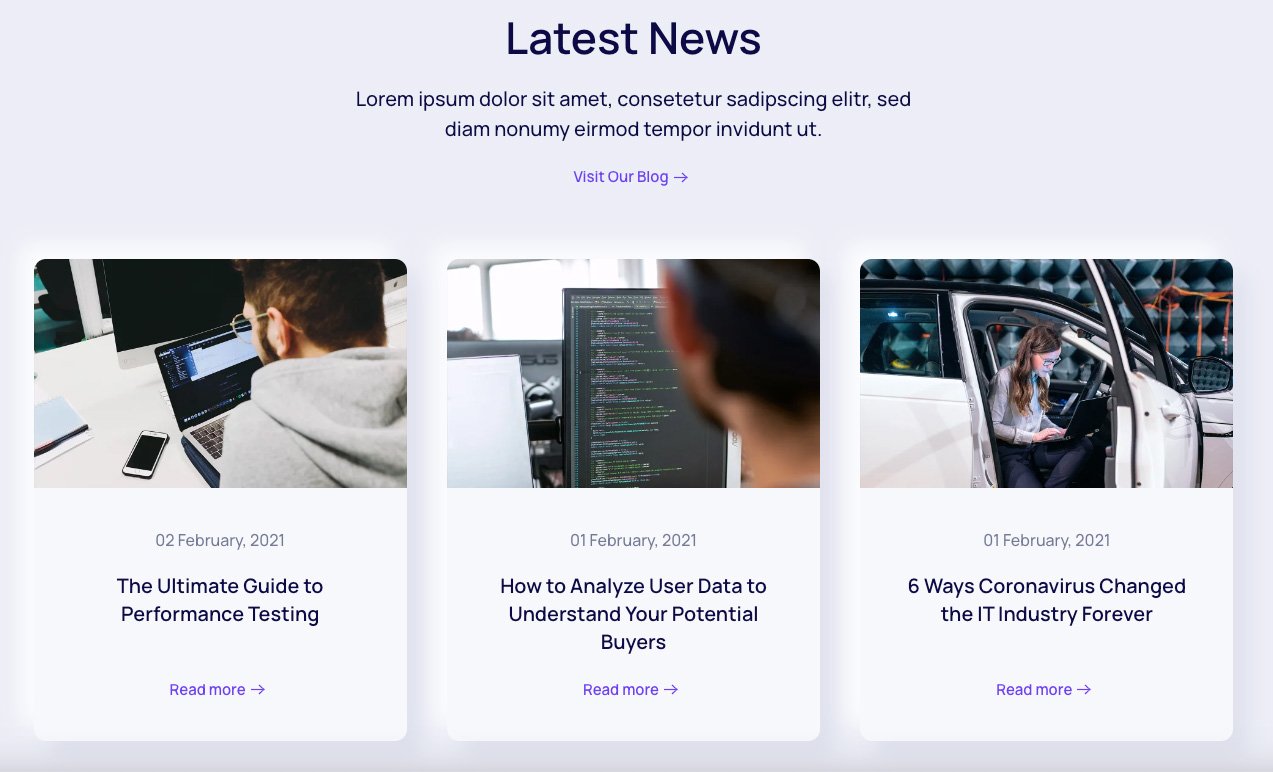 Latest News
Lorem ipsum dolor sit amet, consetetur sadipscing elitr, sed
diam nonumy eirmod tempor invidunt ut.
Visit Our Blog →
02 February, 2021
The Ultimate Guide to
Performance Testing
Read more →
01 February, 2021
How to Analyze User Data to
Understand Your Potential
Buyers
Read more →
01 February, 2021
6 Ways Coronavirus Changed
the IT Industry Forever
Read more →